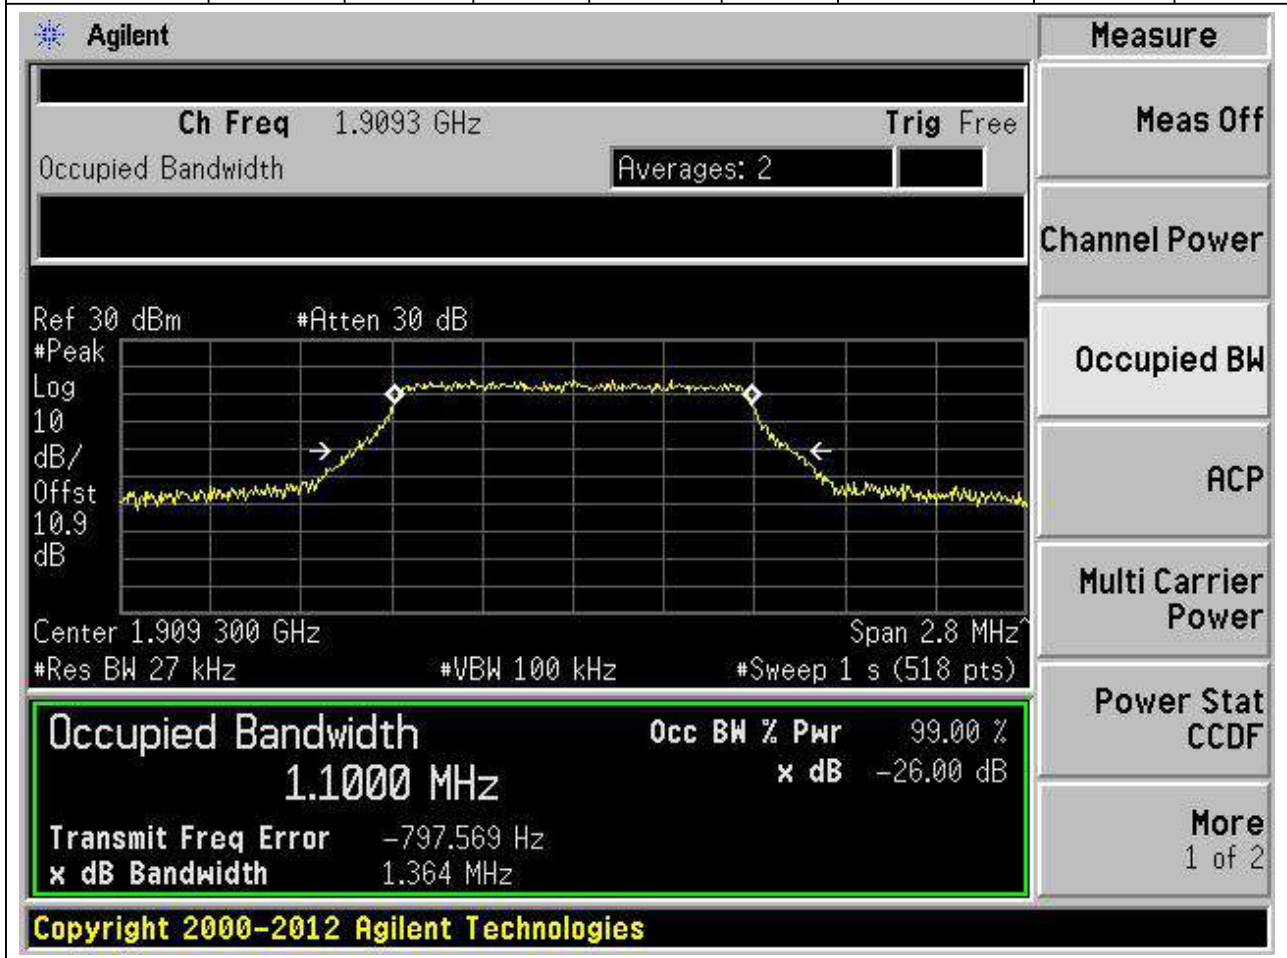 Agilent
Measure
Ch Freq 1.9093 GHz Trig Free
Occupied Bandwidth Averages: 2
Meas Off
Channel Power
Ref 30 dBm #Atten 30 dB
#Peak
Log
10
dB/
Offst
10.9
dB
Occupied BW
ACP
Center 1.909 300 GHz Span 2.8 MHz^
#Res BW 27 kHz #VBW 100 kHz #Sweep 1 s (518 pts)
Multi Carrier
Power
Occupied Bandwidth Occ BW % Pwr 99.00 %
1.1000 MHz x dB -26.00 dB
Transmit Freq Error -797.569 Hz
x dB Bandwidth 1.364 MHz
Power Stat
CCDF
More
1 of 2
Copyright 2000-2012 Agilent Technologies